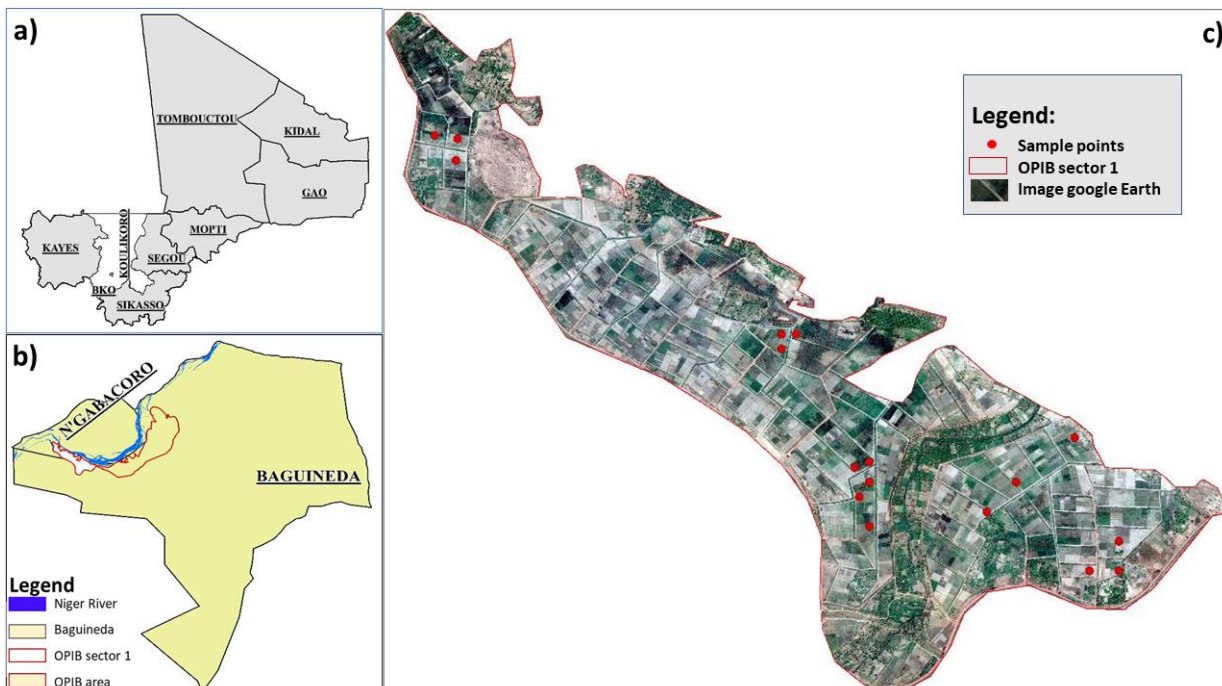 a)
TOMBOUCTOU
KIDAL
GAO
MOPTI
KOULIKORO
SEGOU
KAYES
BKO
SIKASSO
b)
N'GABACORO
BAGUINEDA
Legend
Niger River
Baguineda
OPIB sector 1
OPIB area
c)
Legend:
Sample points
OPIB sector 1
Image google Earth